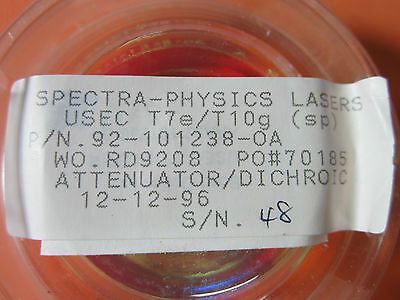 SPECTRA-PHYSICS LASERS
USEC T7e/T10g (sp)
P/N.92-101238-OA
WO.RD9208 PO#70185
ATTENUATOR/DICHROIC
12-12-96
S/N. 48